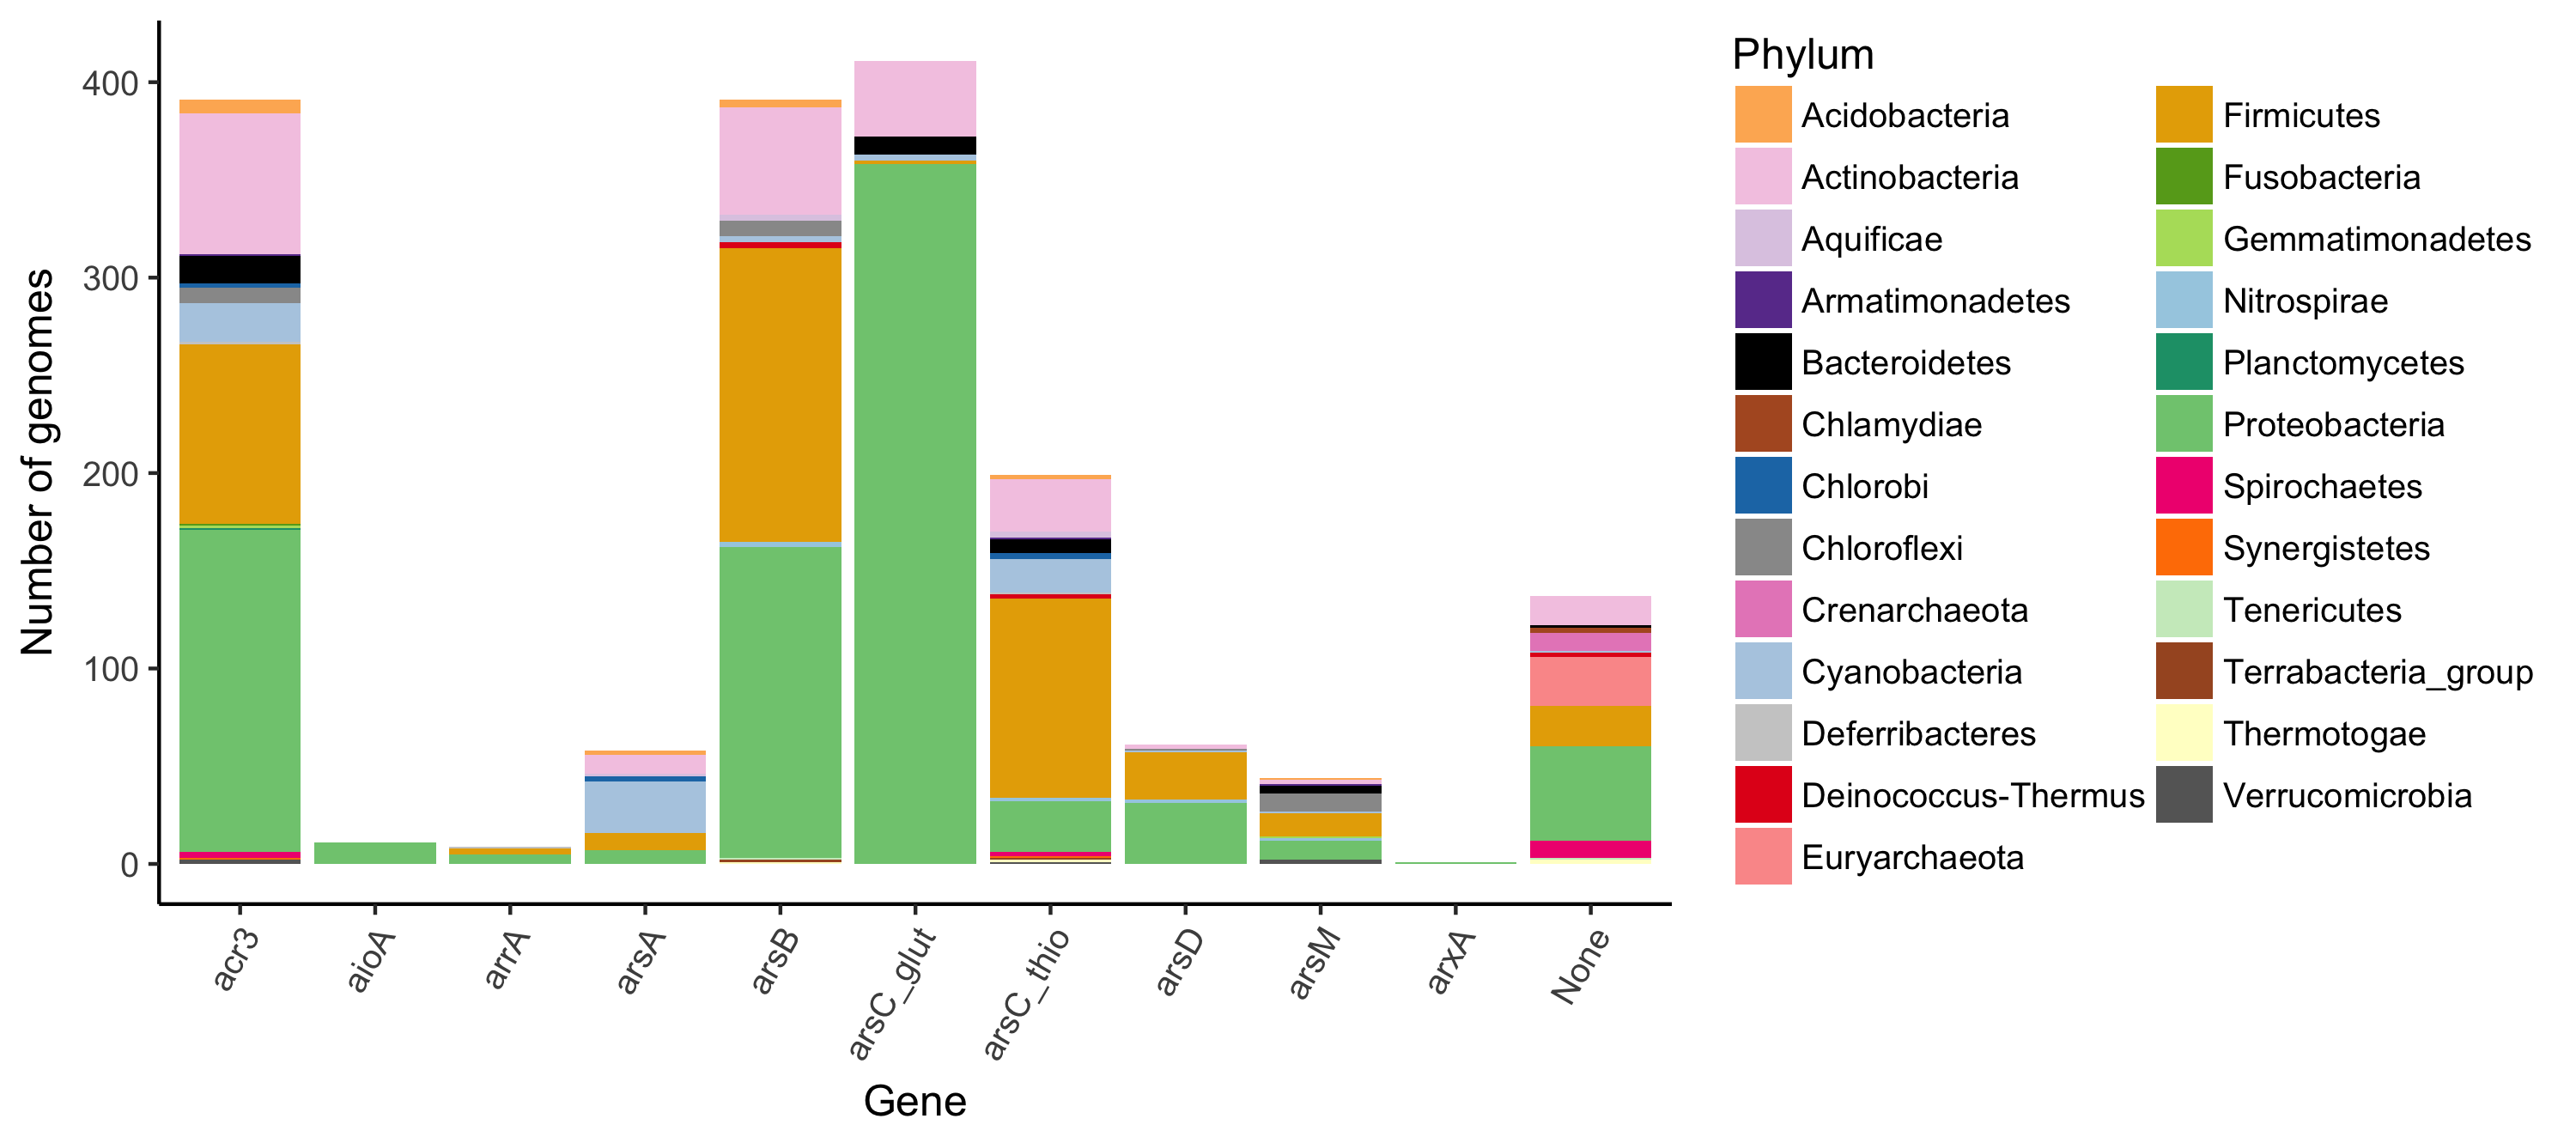 Number of genomes
400
300
200
100
0
acr3
aioA
arrA
arsA
arsB
arsC_glut
arsC_thio
arsD
arsM
arxA
None
Gene
Phylum
Acidobacteria
Actinobacteria
Aquificae
Armatimonadetes
Bacteroidetes
Chlamydiae
Chlorobi
Chloroflexi
Crenarchaeota
Cyanobacteria
Deferribacteres
Deinococcus-Thermus
Euryarchaeota
Firmicutes
Fusobacteria
Gemmatimonadetes
Nitrospirae
Planctomycetes
Proteobacteria
Spirochaetes
Synergistetes
Tenericutes
Terrabacteria_group
Thermotogae
Verrucomicrobia